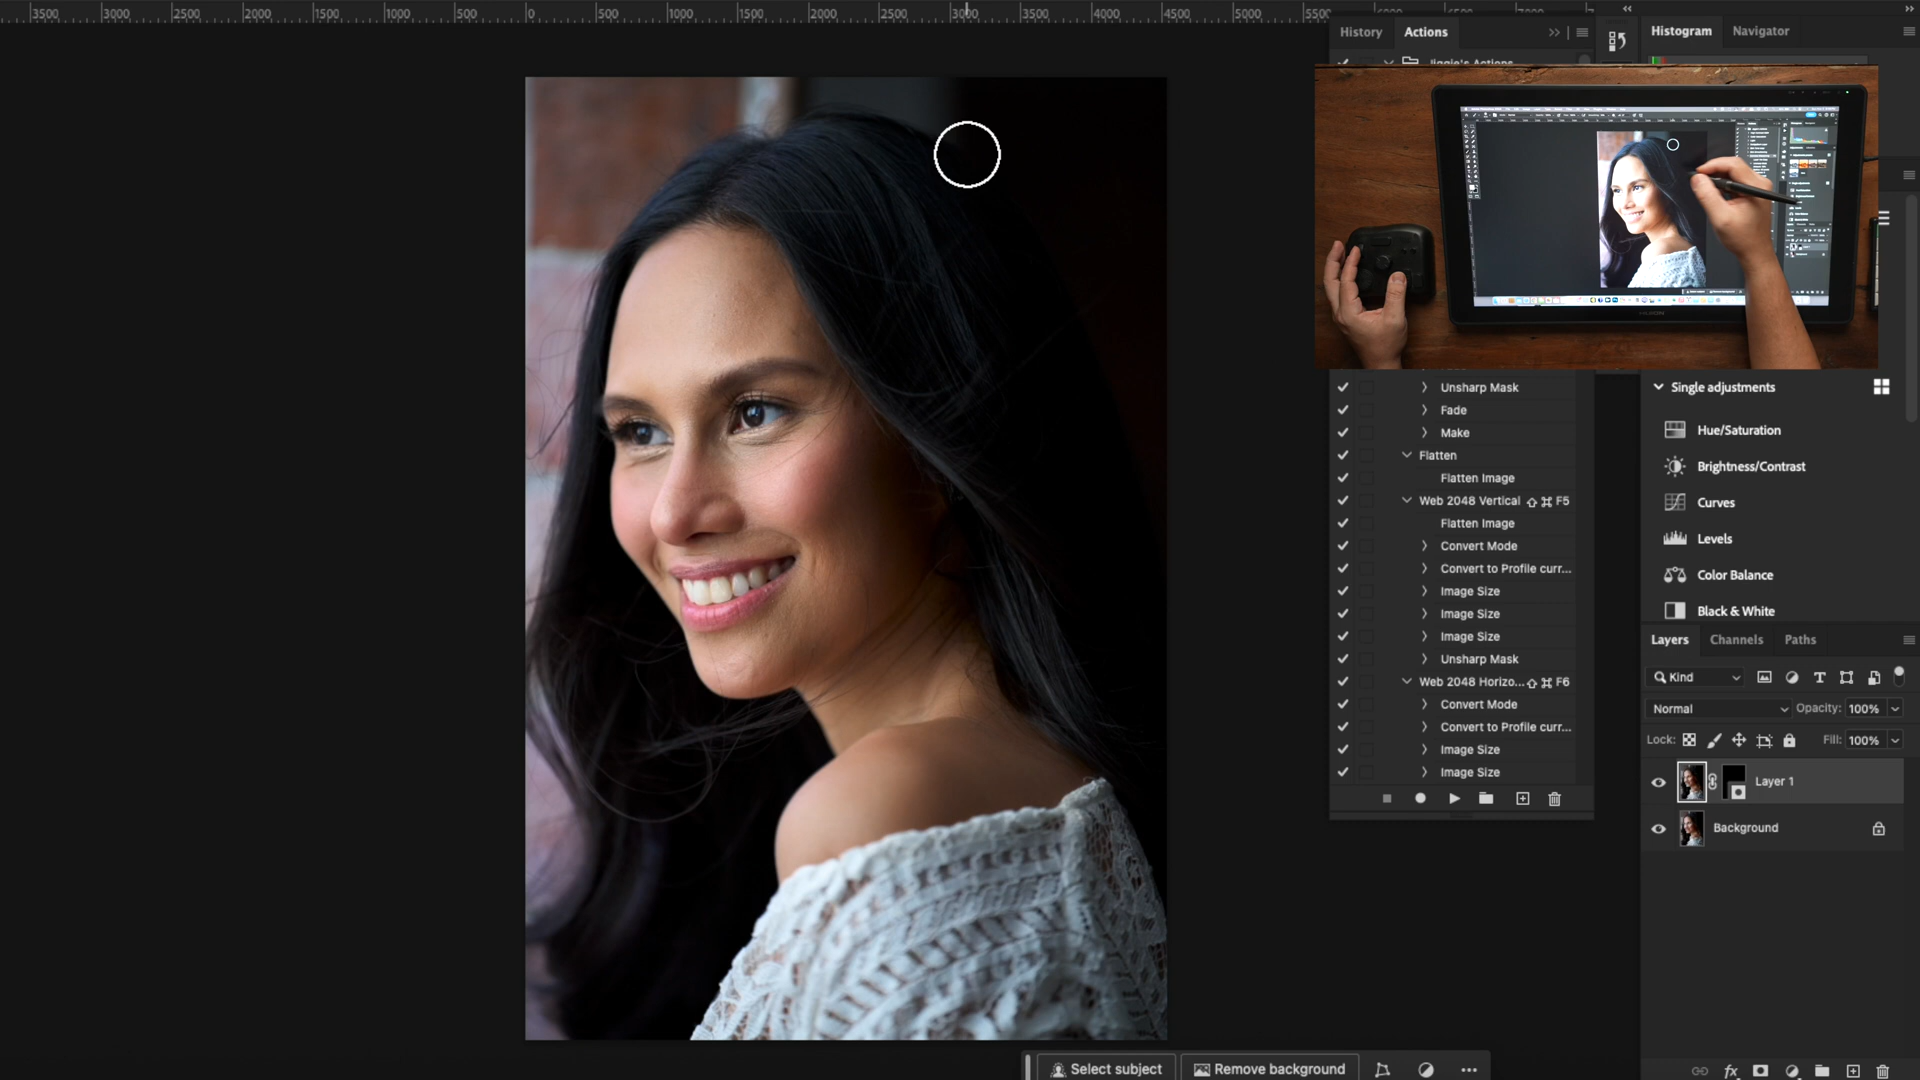 3500 3000 2500 2000 1500 1000 500 0 500 1000 1500 2000 2500 3000 3500 4000 4500 5000 5500
History Actions
Histogram Navigator
Jiggie's Actions
HUION
Unsharp Mask
Fade
Make
Flatten
Flatten Image
Web 2048 Vertical ⇧ ⌘ F5
Flatten Image
Convert Mode
Convert to Profile curr...
Image Size
Image Size
Image Size
Unsharp Mask
Web 2048 Horizo... ⇧ ⌘ F6
Convert Mode
Convert to Profile curr...
Image Size
Image Size
Single adjustments
Hue/Saturation
Brightness/Contrast
Curves
Levels
Color Balance
Black & White
Layers Channels Paths
Kind
Normal Opacity: 100%
Lock: Fill: 100%
Layer 1
Background
fx
Select subject Remove background